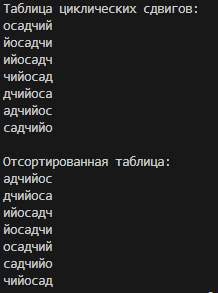 Таблица циклических сдвигов:
осадчий
йосадчи
ийосадч
чийосад
дчийоса
адчийос
садчийо
Отсортированная таблица:
адчийос
дчийоса
ийосадч
йосадчи
осадчий
садчийо
чийосад